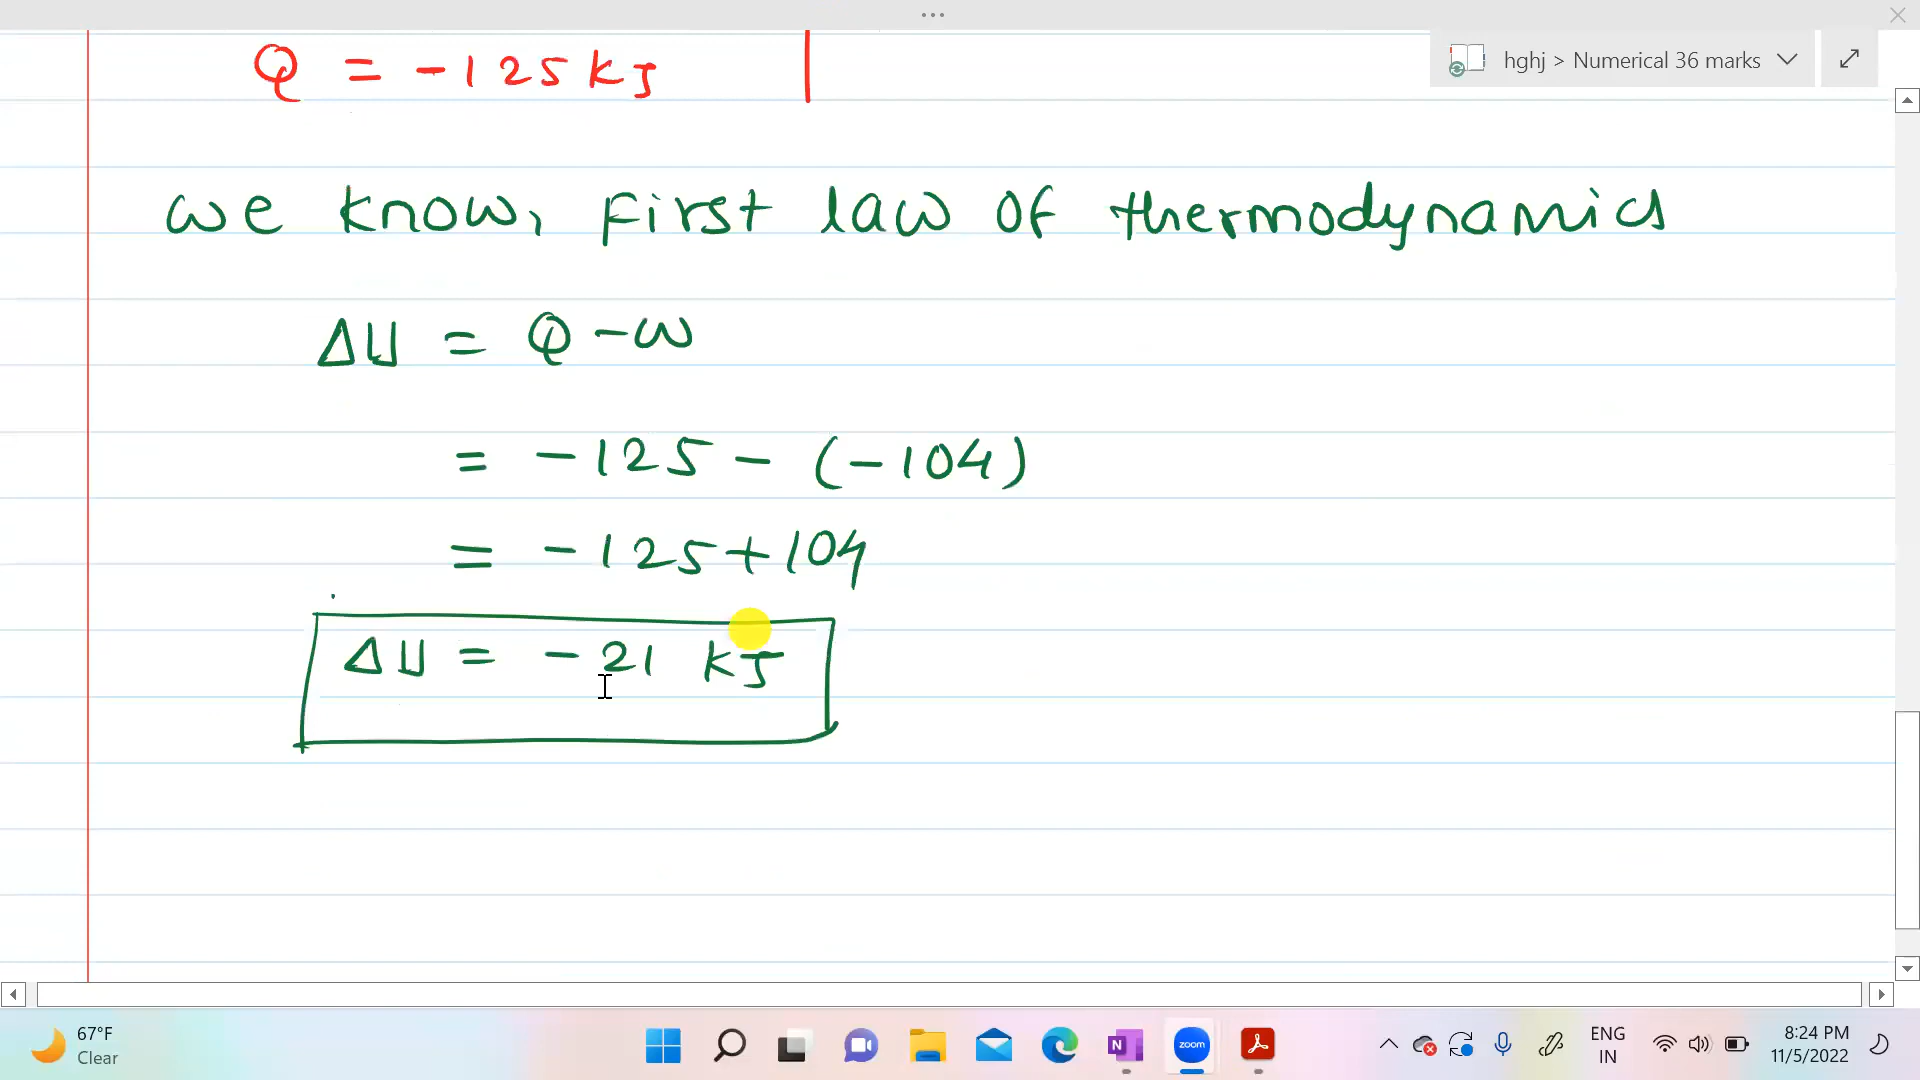 hghj > Numerical 36 marks
Q = -125 kJ
we know, First law of thermodynamics
ΔU = Q - W
= -125 - (-104)
= -125 + 104
ΔU = -21 kJ
67°F
Clear
zoom
ENG
IN
8:24 PM
11/5/2022